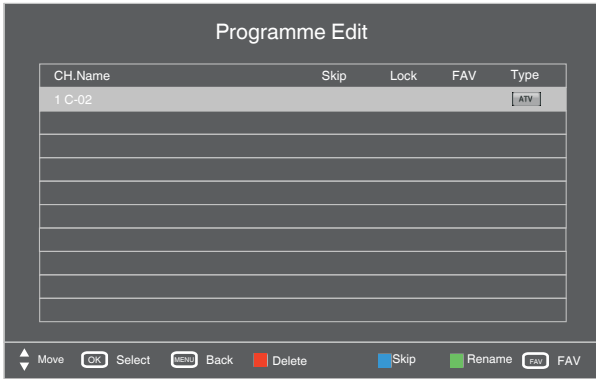 Programme Edit
CH.Name Skip Lock FAV Type
1 C-02 ATV
Move OK Select MENU Back Delete Skip Rename FAV FAV